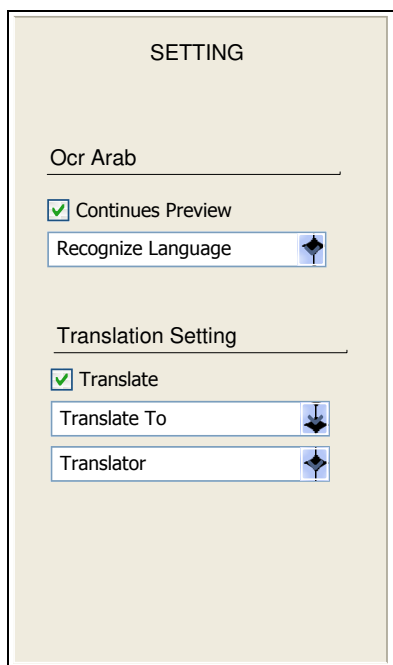 SETTING
Ocr Arab
Continues Preview
Recognize Language
Translation Setting
Translate
Translate To
Translator